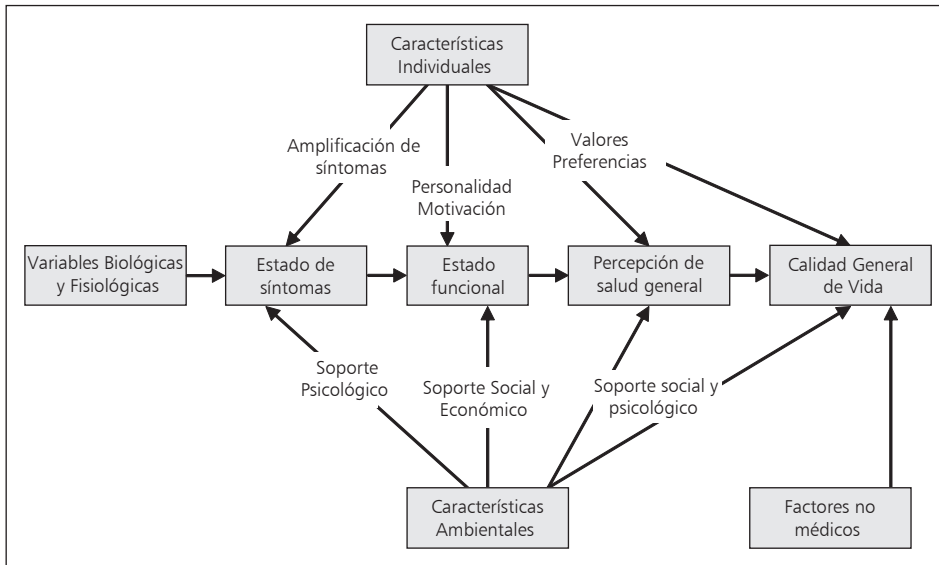 Características
Individuales
Amplificación de
síntomas
Valores
Preferencias
Personalidad
Motivación
Variables Biológicas
y Fisiológicas
Estado de
síntomas
Estado
funcional
Percepción de
salud general
Calidad General
de Vida
Soporte
Psicológico
Soporte Social y
Económico
Soporte social y
psicológico
Características
Ambientales
Factores no
médicos